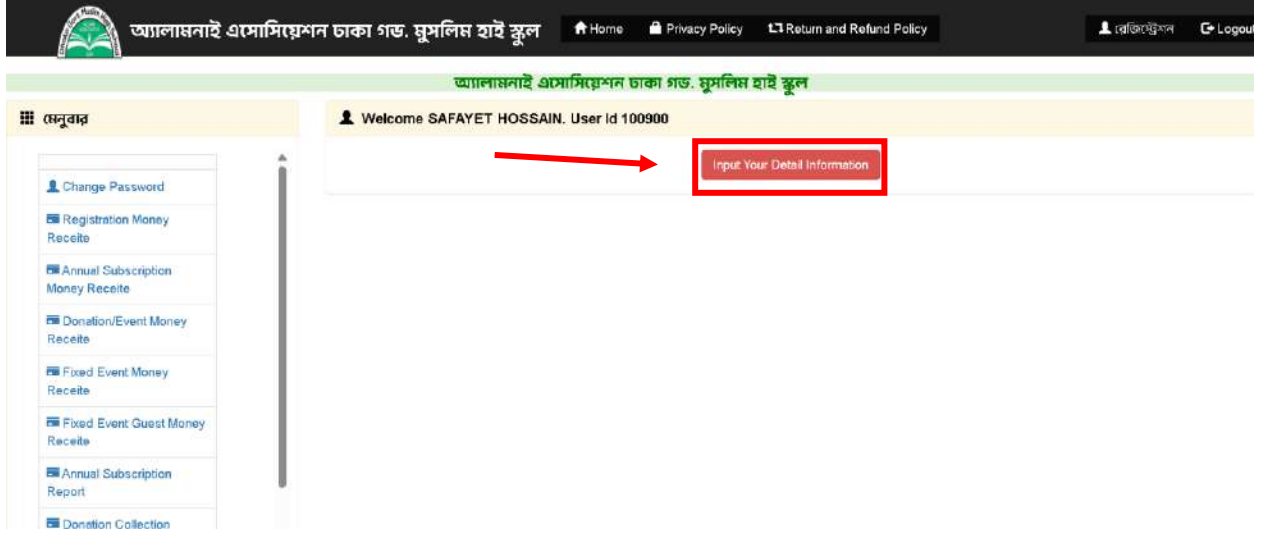 অ্যালামনাই এসোসিয়েশন ঢাকা গভ. মুসলিম হাই স্কুল Home Privacy Policy Return and Refund Policy রেজিস্ট্রেশন Logout
অ্যালামনাই এসোসিয়েশন ঢাকা গভ. মুসলিম হাই স্কুল
মেনুবার
Welcome SAFAYET HOSSAIN. User Id 100900
Input Your Detail Information
Change Password
Registration Money
Receite
Annual Subscription
Money Receite
Donation/Event Money
Receite
Fixed Event Money
Receite
Fixed Event Guest Money
Receite
Annual Subscription
Report
Donation Collection